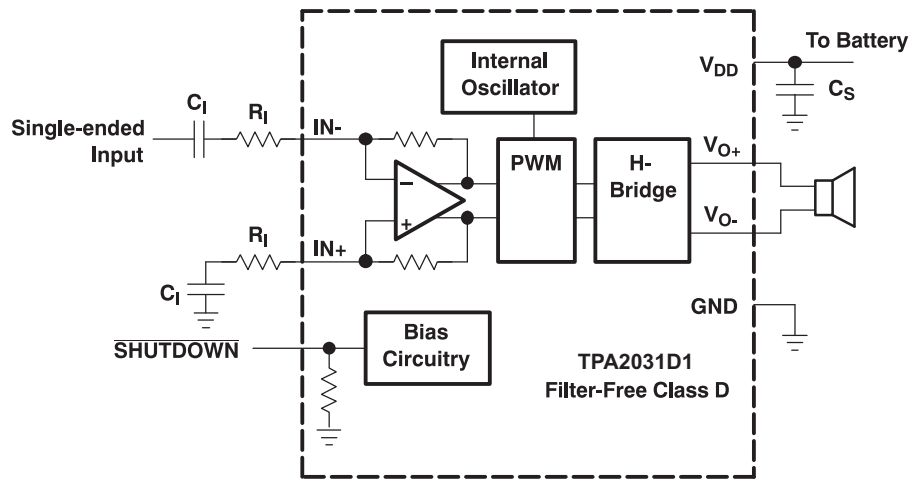 To Battery
Internal
Oscillator
V_DD
C_S
C_I
R_I
IN-
Single-ended
Input
PWM
H-
Bridge
V_O+
−
+
V_O-
R_I
IN+
C_I
GND
SHUTDOWN
Bias
Circuitry
TPA2031D1
Filter-Free Class D